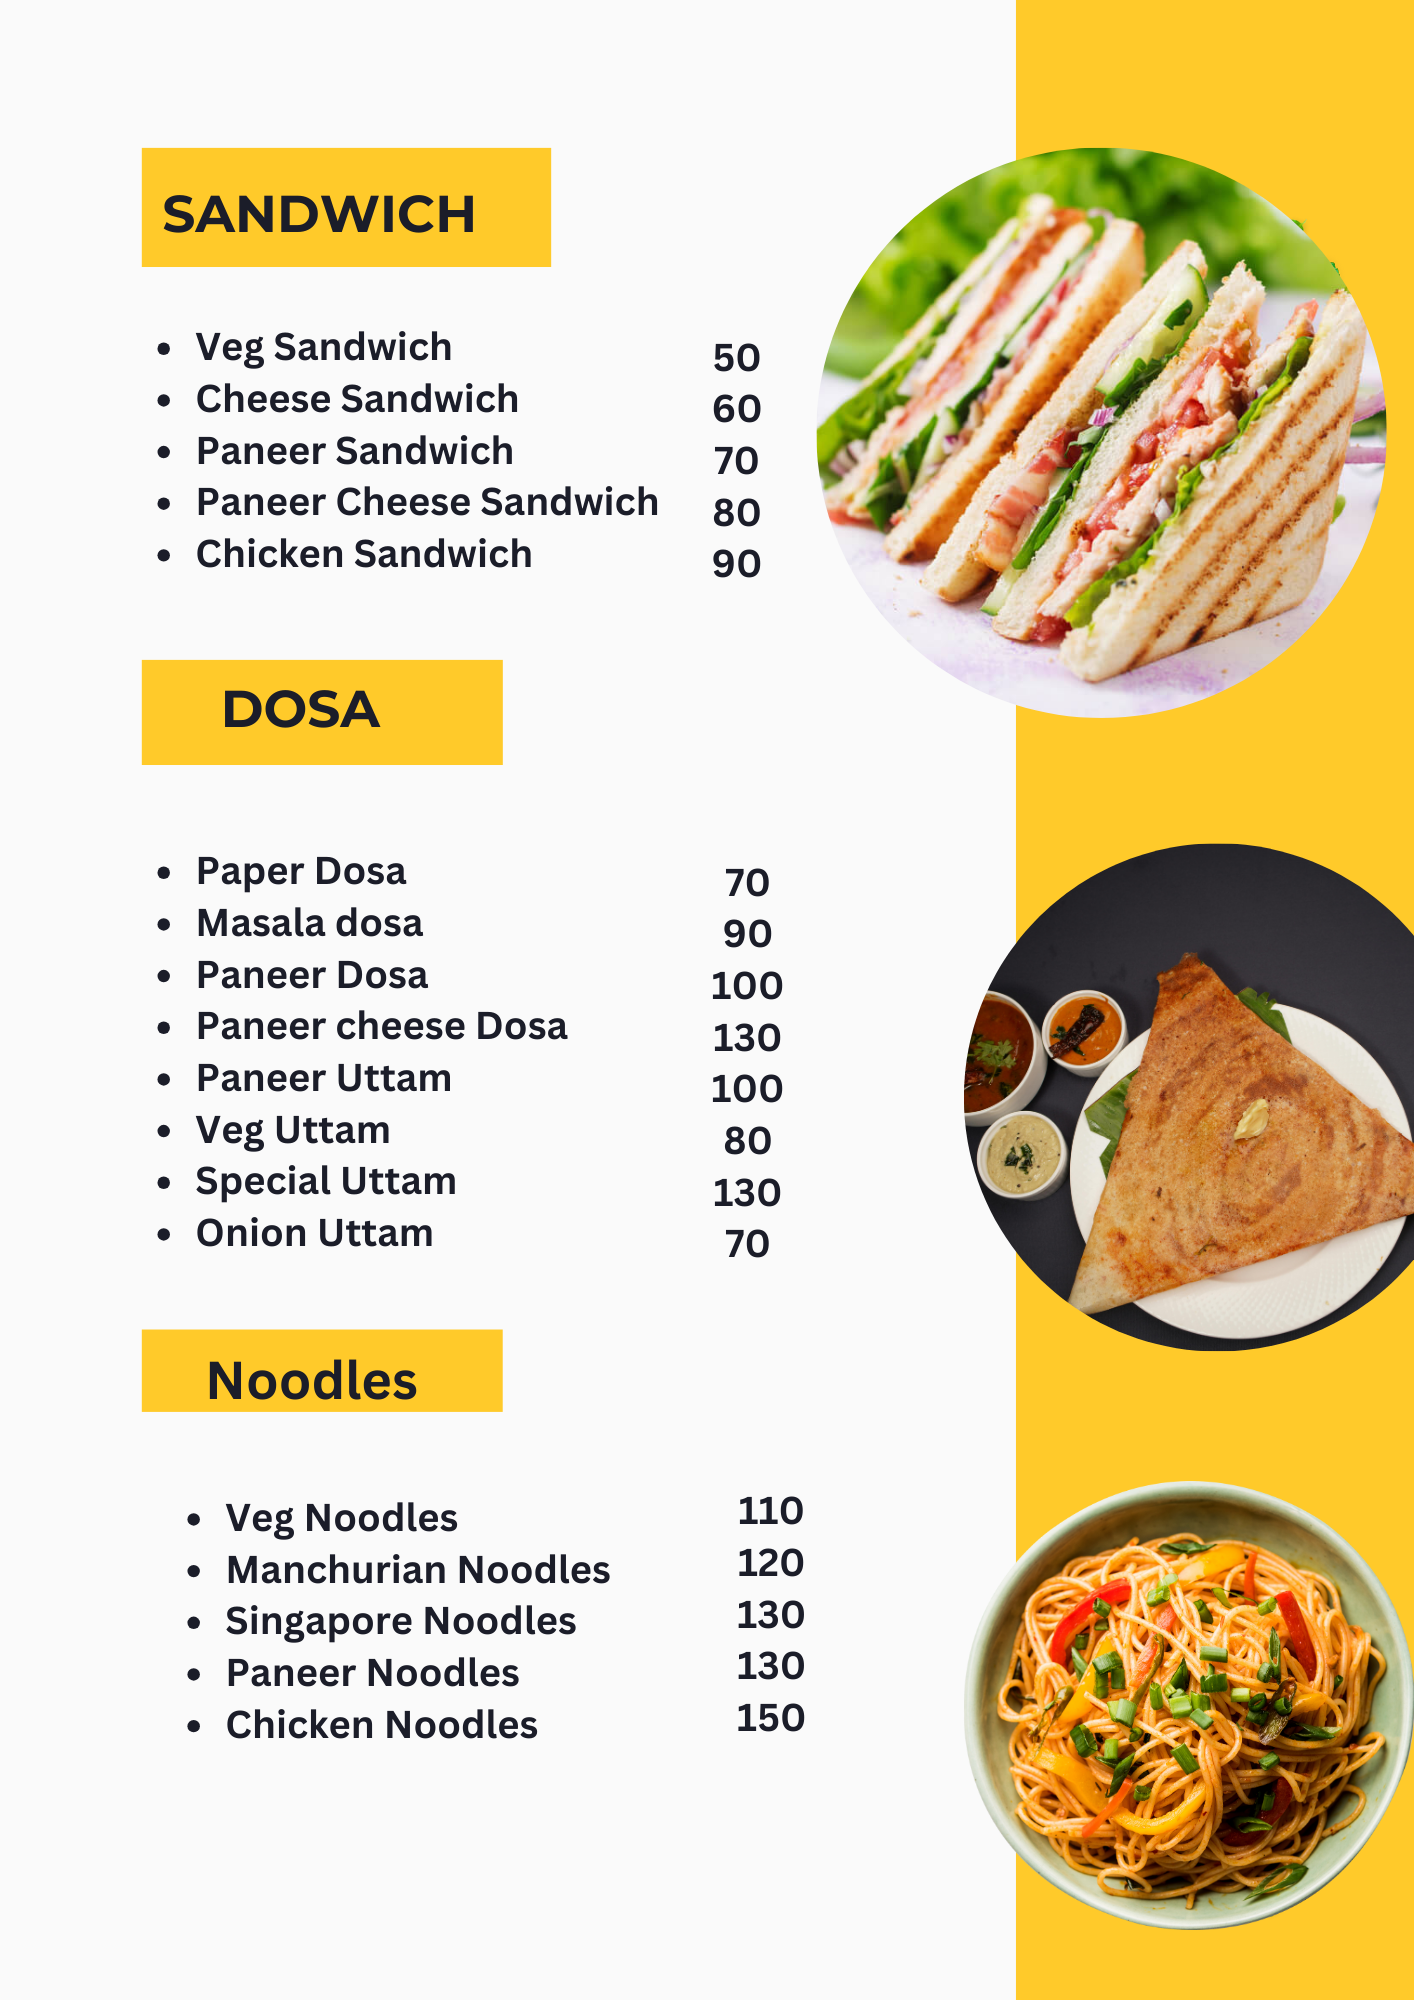 SANDWICH
Veg Sandwich 50
Cheese Sandwich 60
Paneer Sandwich 70
Paneer Cheese Sandwich 80
Chicken Sandwich 90
DOSA
Paper Dosa 70
Masala dosa 90
Paneer Dosa 100
Paneer cheese Dosa 130
Paneer Uttam 100
Veg Uttam 80
Special Uttam 130
Onion Uttam 70
Noodles
Veg Noodles 110
Manchurian Noodles 120
Singapore Noodles 130
Paneer Noodles 130
Chicken Noodles 150